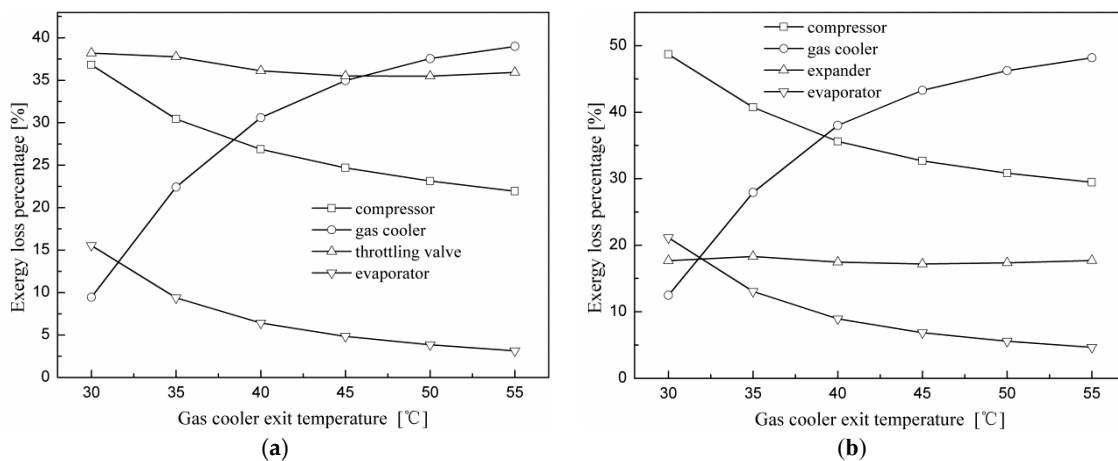 40
35
30
25
20
15
10
5
0
Exergy loss percentage [%]
compressor
gas cooler
throttling valve
evaporator
30 35 40 45 50 55
Gas cooler exit temperature [℃]
(a)
50
40
30
20
10
0
Exergy loss percentage [%]
compressor
gas cooler
expander
evaporator
30 35 40 45 50 55
Gas cooler exit temperature [℃]
(b)